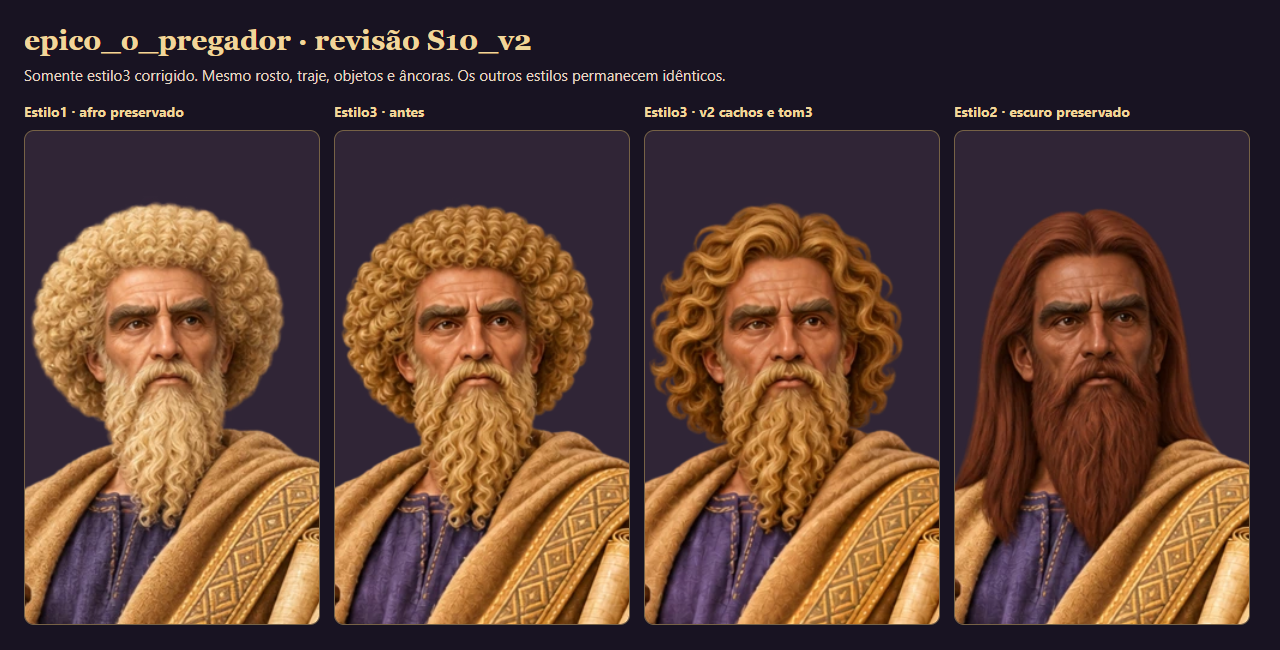 epico_o_pregador · revisão S10_v2
Somente estilo3 corrigido. Mesmo rosto, traje, objetos e âncoras. Os outros estilos permanecem idênticos.
Estilo1 · afro preservado
Estilo3 · antes
Estilo3 · v2 cachos e tom3
Estilo2 · escuro preservado